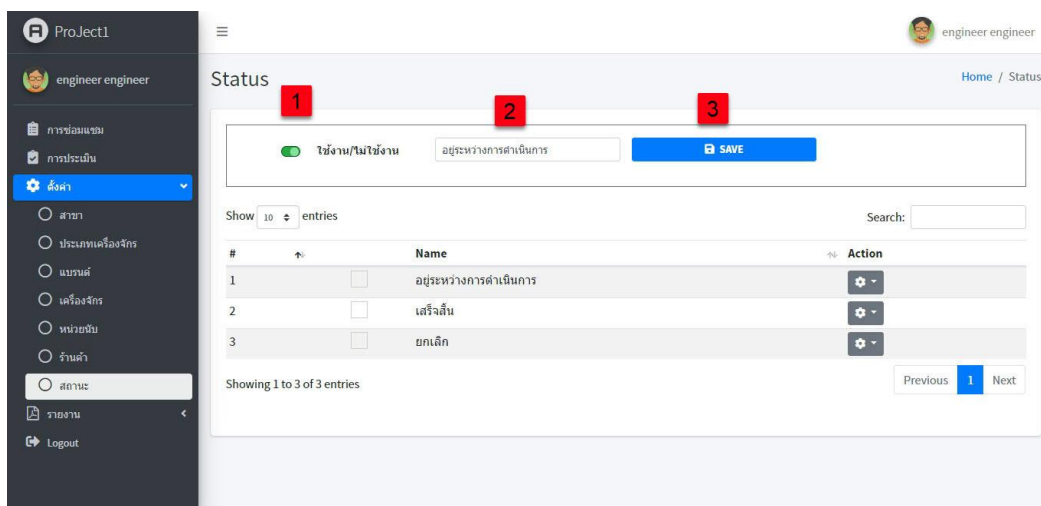 ProJect1
engineer engineer
engineer engineer
Status
Home / Status
การซ่อมแซม
การประเมิน
ตั้งค่า
สาขา
ประเภทเครื่องจักร
แบรนด์
เครื่องจักร
หน่วยนับ
ร้านค้า
สถานะ
รายงาน
Logout
1
2
3
ใช้งาน/ไม่ใช้งาน
อยู่ระหว่างการดำเนินการ
SAVE
Show 10 entries
Search:
# Name Action
1 อยู่ระหว่างการดำเนินการ
2 เสร็จสิ้น
3 ยกเลิก
Showing 1 to 3 of 3 entries
Previous 1 Next